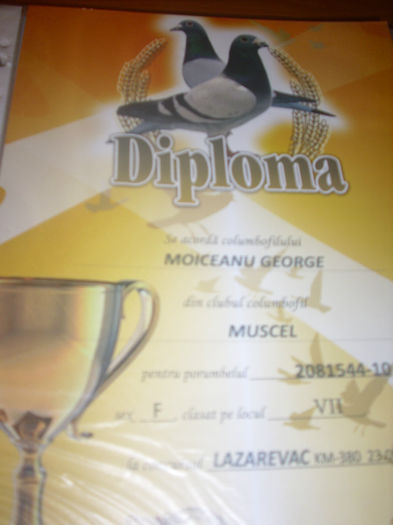 Diploma
Se acordă columbofilului
MOICEANU GEORGE
din clubul columbofil
MUSCEL
pentru porumbelul 2081544-10
sex F, clasat pe locul VII
LAZAREVAC KM-380